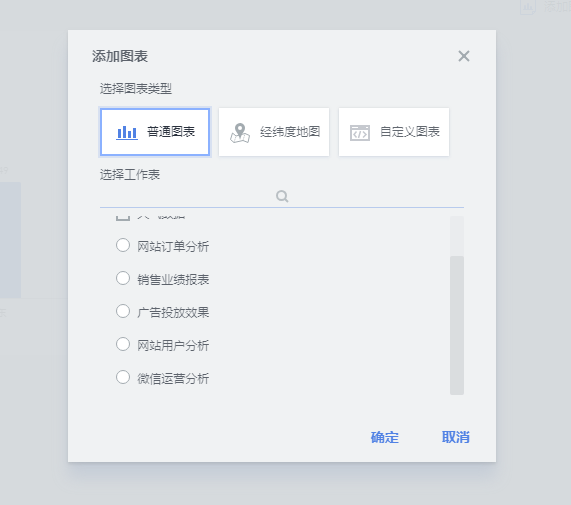 添加图表
选择图表类型
普通图表
经纬度地图
自定义图表
选择工作表
网站订单分析
销售业绩报表
广告投放效果
网站用户分析
微信运营分析
确定
取消